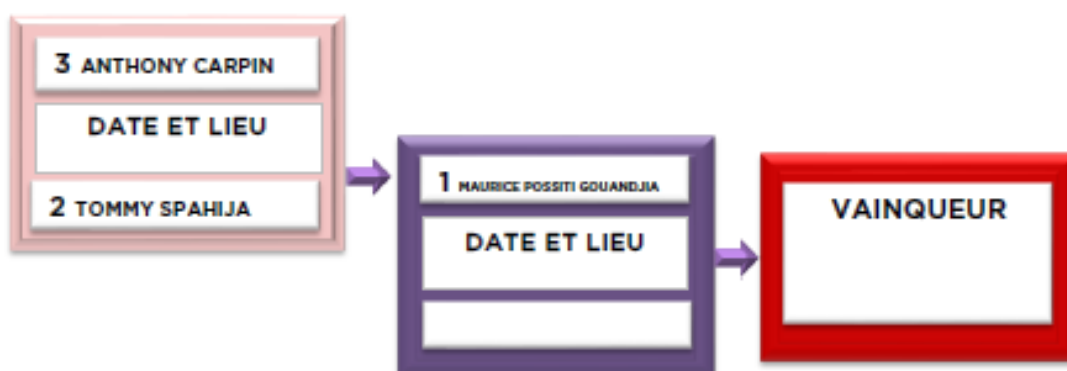 3 ANTHONY CARPIN
DATE ET LIEU
2 TOMMY SPAHIJA
1 MAURICE POSSITI GOUANDJIA
DATE ET LIEU
VAINQUEUR